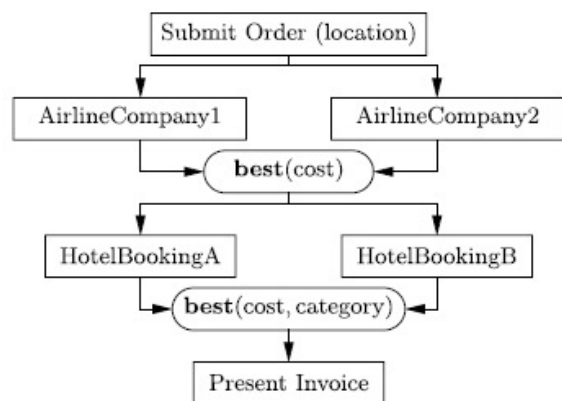 Submit Order (location)
AirlineCompany1
AirlineCompany2
best(cost)
HotelBookingA
HotelBookingB
best(cost, category)
Present Invoice